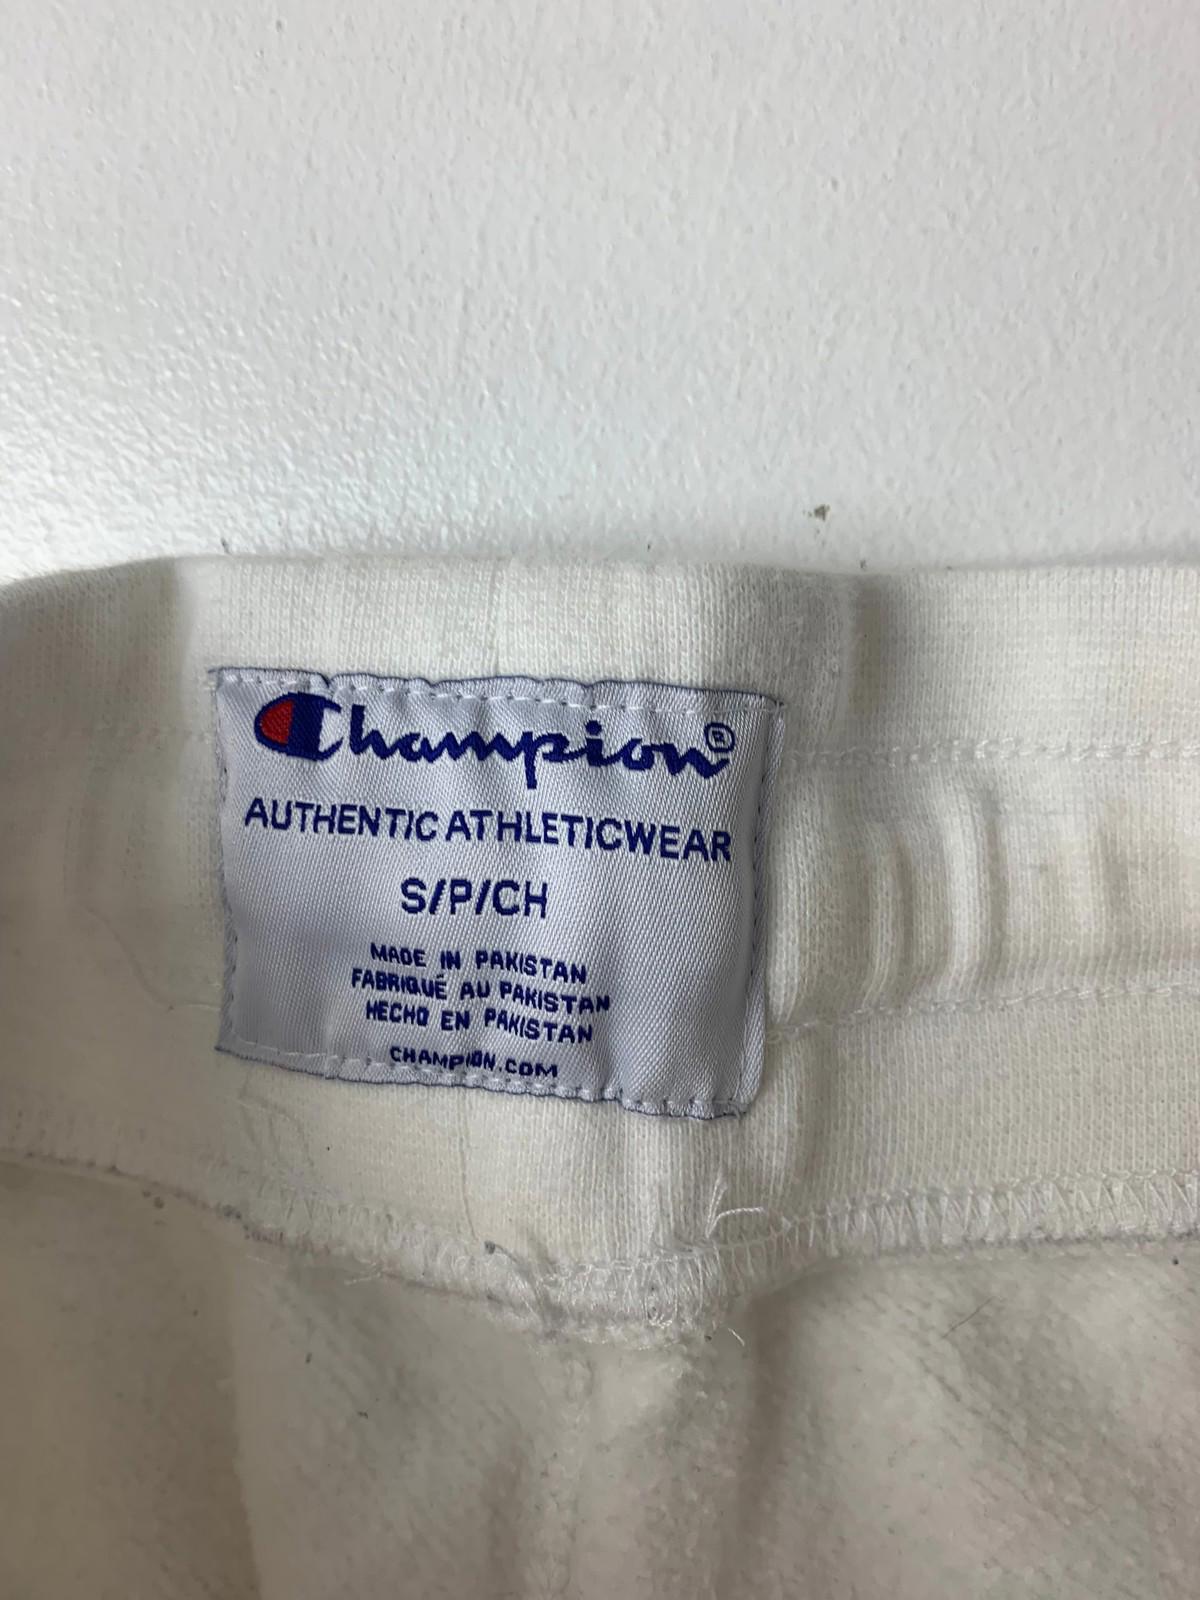 Champion®
AUTHENTIC ATHLETICWEAR
S/P/CH
MADE IN PAKISTAN
FABRIQUÉ AU PAKISTAN
HECHO EN PAKISTAN
CHAMPION.COM